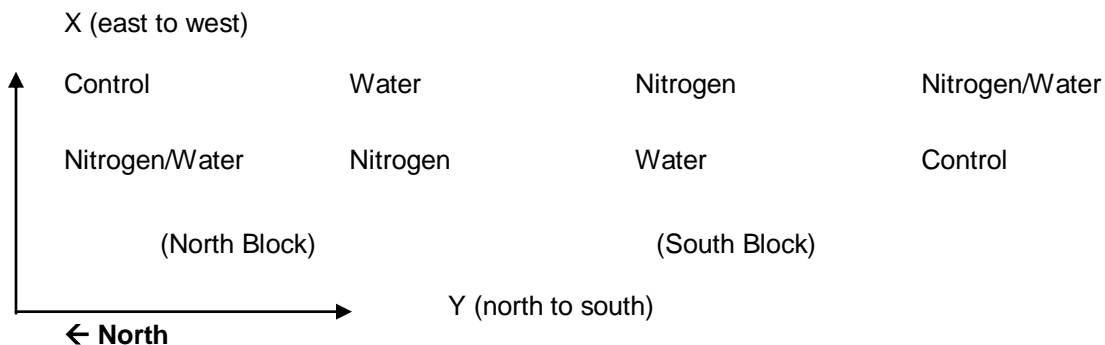 X (east to west)
Control Water Nitrogen Nitrogen/Water
Nitrogen/Water Nitrogen Water Control
(North Block) (South Block)
Y (north to south)
← North